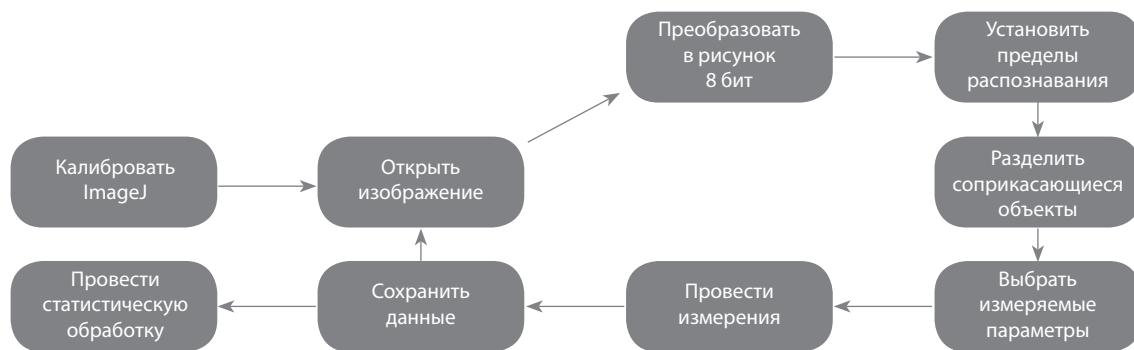 Преобразовать
в рисунок
8 бит
Установить
пределы
распознавания
Калибровать
ImageJ
Открыть
изображение
Разделить
соприкасающиеся
объекты
Провести
статистическую
обработку
Сохранить
данные
Провести
измерения
Выбрать
измеряемые
параметры